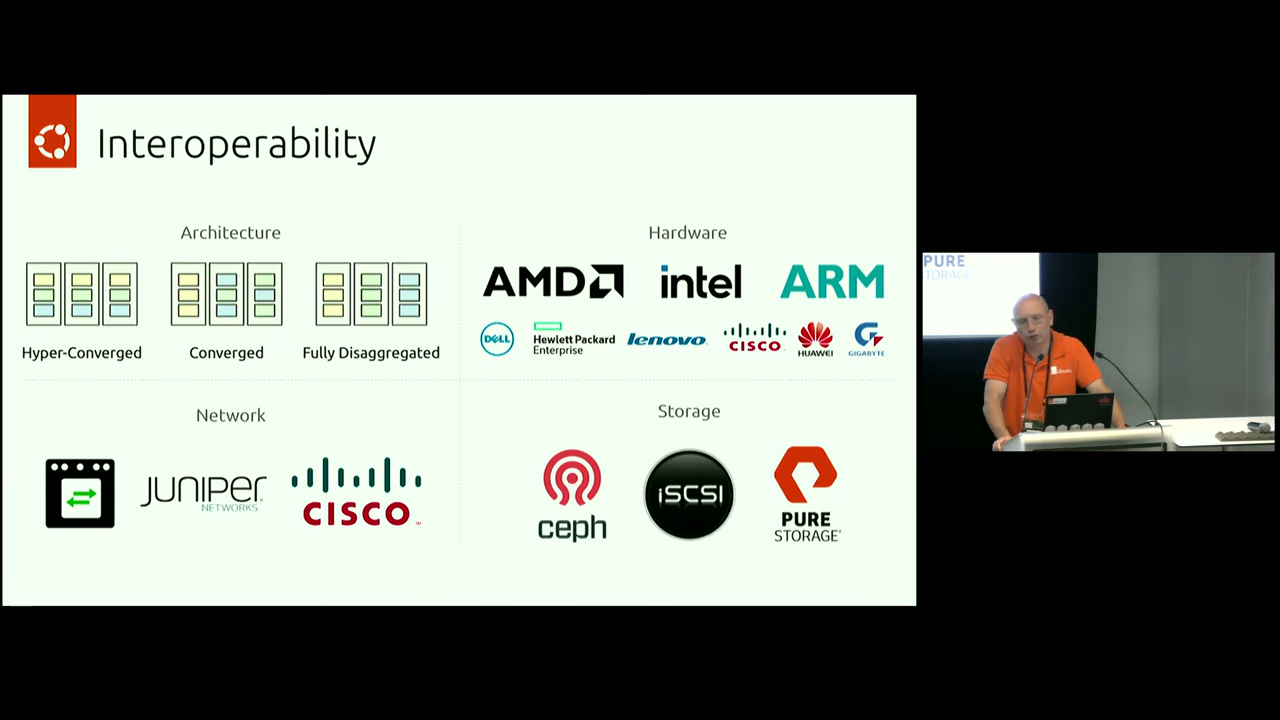 Interoperability
Architecture
Hyper-Converged
Converged
Fully Disaggregated
Hardware
AMD
intel
ARM
DELL
Hewlett Packard
Enterprise
lenovo
CISCO
HUAWEI
GIGABYTE
Network
JUNIPER
NETWORKS
CISCO
Storage
ceph
iSCSI
PURE
STORAGE
PURE
STORAGE